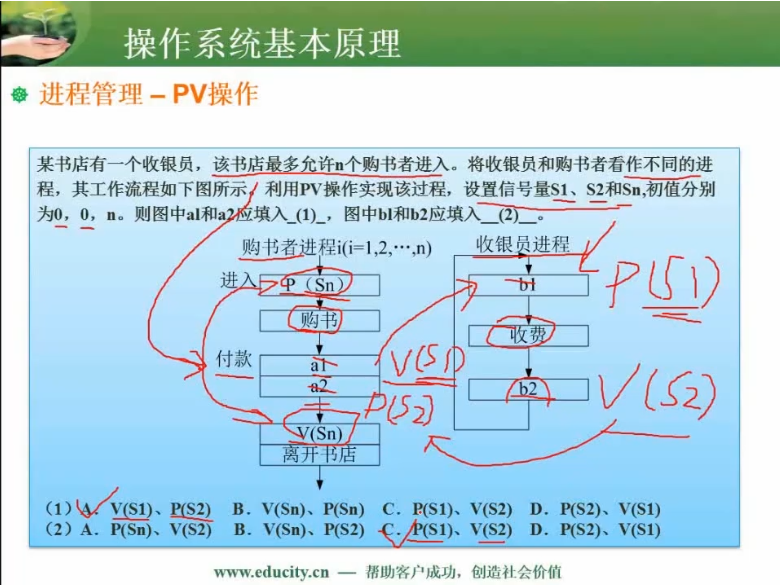 操作系统基本原理
进程管理 – PV操作
某书店有一个收银员，该书店最多允许n个购书者进入。将收银员和购书者看作不同的进
程，其工作流程如下图所示。利用PV操作实现该过程，设置信号量S1、S2和Sn,初值分别
为0，0，n。则图中a1和a2应填入_(1)_，图中b1和b2应填入__(2)__。
购书者进程i(i=1,2,…,n)
收银员进程
进入
P（Sn）
b1
P(S1)
购书
收费
付款
a1
V(S1)
a2
P(S2)
b2
V(S2)
V(Sn)
离开书店
（1）A. V(S1)、P(S2) B. V(Sn)、P(Sn) C. P(S1)、V(S2) D. P(S2)、V(S1)
（2）A. P(Sn)、V(S2) B. V(Sn)、P(S2) C. P(S1)、V(S2) D. P(S2)、V(S1)
www.educity.cn — 帮助客户成功，创造社会价值